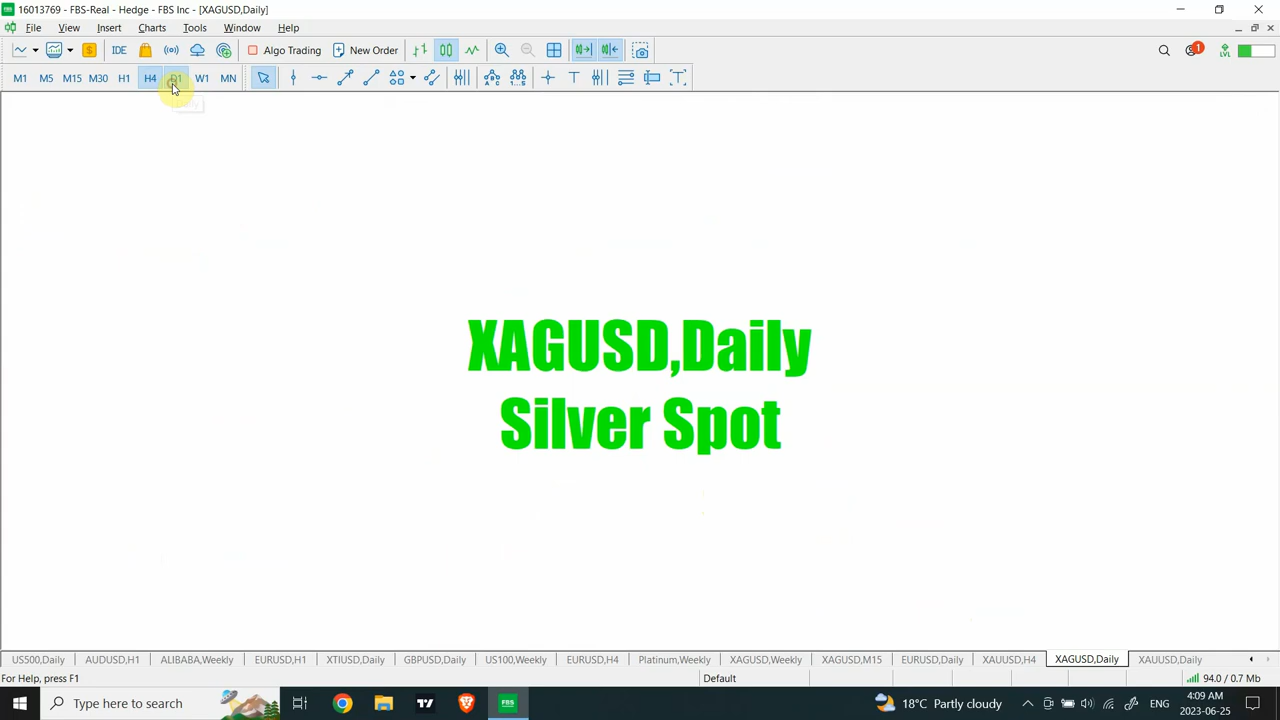 16013769 - FBS-Real - Hedge - FBS Inc - [XAGUSD,Daily]
File View Insert Charts Tools Window Help
IDE Algo Trading New Order 1 LVL
M1 M5 M15 M30 H1 H4 D1 W1 MN
XAGUSD,Daily
Silver Spot
US500,Daily AUDUSD,H1 ALIBABA,Weekly EURUSD,H1 XTIUSD,Daily GBPUSD,Daily US100,Weekly EURUSD,H4 Platinum,Weekly XAGUSD,Weekly XAGUSD,M15 EURUSD,Daily XAUUSD,H4 XAGUSD,Daily XAUUSD,Daily
For Help, press F1 Default 94.0 / 0.7 Mb
Type here to search FBS 18°C Partly cloudy ENG 4:09 AM
2023-06-25